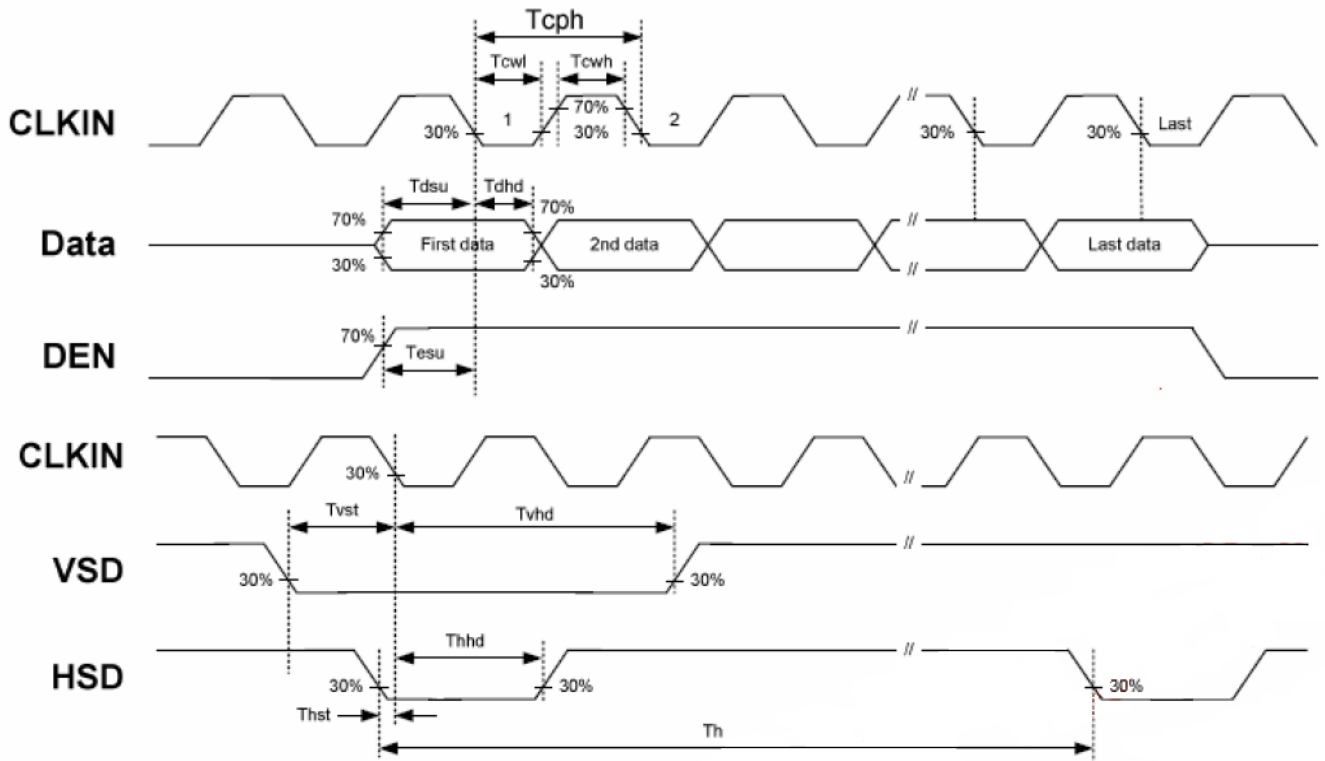 Tcph
Tcwl Tcwh
CLKIN 30% 1 70% 30% 2 // 30% 30% Last
Tdsu Tdhd
Data 70% 30% First data 70% 30% 2nd data // // Last data
DEN 70% Tesu //
CLKIN 30% //
Tvst Tvhd
VSD 30% 30% //
Thhd
HSD 30% 30% // 30%
Thst
Th